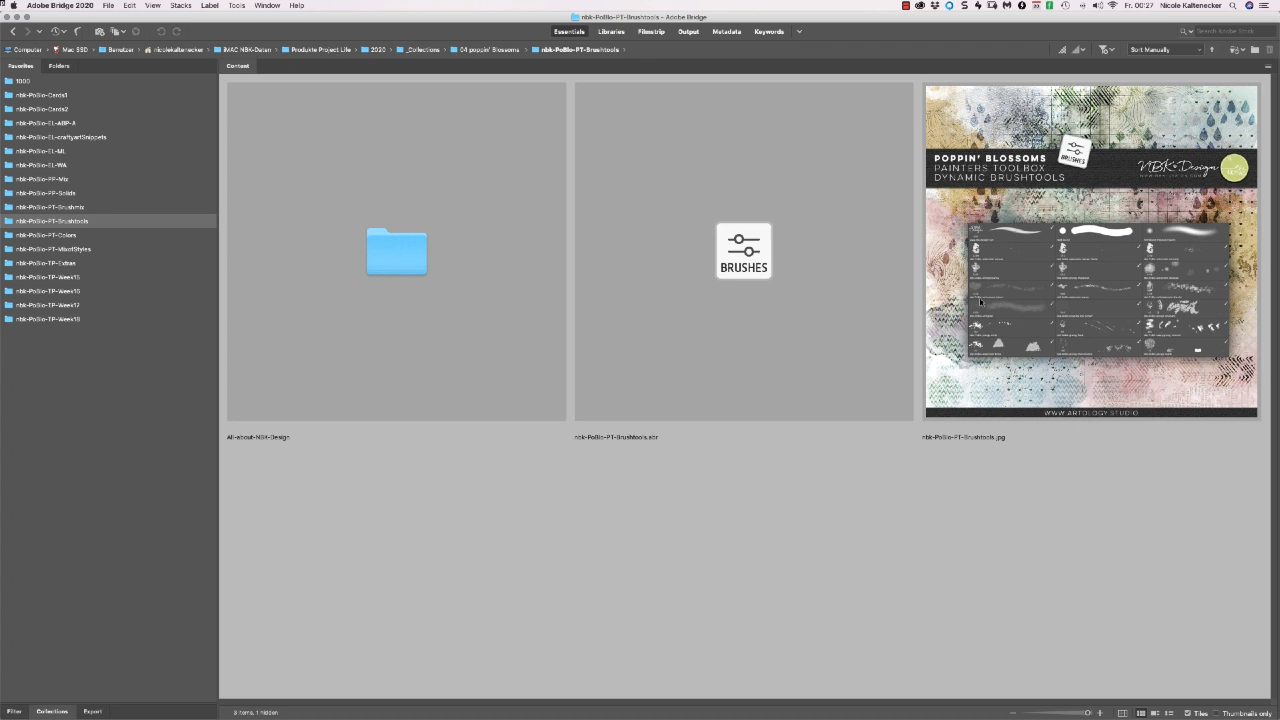 Adobe Bridge 2020 File Edit View Stacks Label Tools Window Help
Fr. 00:27 Nicole Kaltenecker
nbk-PoBlo-PT-Brushtools – Adobe Bridge
Essentials Libraries Filmstrip Output Metadata Keywords
Search Adobe Stock
Computer Mac SSD Benutzer nicolekaltenecker iMAC NBK-Daten Produkte Project Life 2020 _Collections 04 poppin' Blossoms nbk-PoBlo-PT-Brushtools
Sort Manually
Favorites Folders
Content
1000
nbk-PoBlo-Cards1
nbk-PoBlo-Cards2
nbk-PoBlo-EL-ABP-A
nbk-PoBlo-EL-craftyartSnippets
nbk-PoBlo-EL-ML
nbk-PoBlo-EL-WA
nbk-PoBlo-PP-Mix
nbk-PoBlo-PP-Solids
nbk-PoBlo-PT-Brushmix
nbk-PoBlo-PT-Brushtools
nbk-PoBlo-PT-Colors
nbk-PoBlo-PT-MixofStyles
nbk-PoBlo-TP-Extras
nbk-PoBlo-TP-Week15
nbk-PoBlo-TP-Week16
nbk-PoBlo-TP-Week17
nbk-PoBlo-TP-Week18
BRUSHES
BRUSHES
POPPIN' BLOSSOMS
PAINTERS TOOLBOX
DYNAMIC BRUSHTOOLS
NBK Design
WWW.ARTOLOGY.STUDIO
All-about-NBK-Design
nbk-PoBlo-PT-Brushtools.abr
nbk-PoBlo-PT-Brushtools.jpg
Filter Collections Export
3 items, 1 hidden
Tiles Thumbnails only